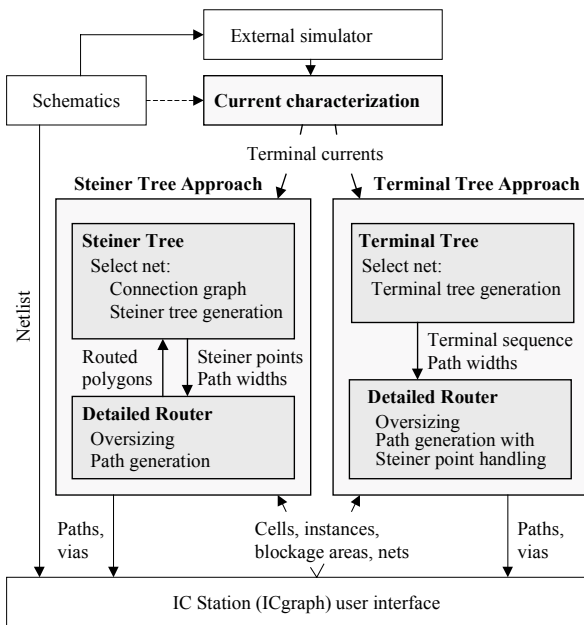 External simulator
Schematics
Current characterization
Terminal currents
Steiner Tree Approach
Terminal Tree Approach
Steiner Tree
Select net:
Connection graph
Steiner tree generation
Routed
polygons
Steiner points
Path widths
Detailed Router
Oversizing
Path generation
Terminal Tree
Select net:
Terminal tree generation
Terminal sequence
Path widths
Detailed Router
Oversizing
Path generation with
Steiner point handling
Netlist
Paths,
vias
Cells, instances,
blockage areas, nets
Paths,
vias
IC Station (ICgraph) user interface